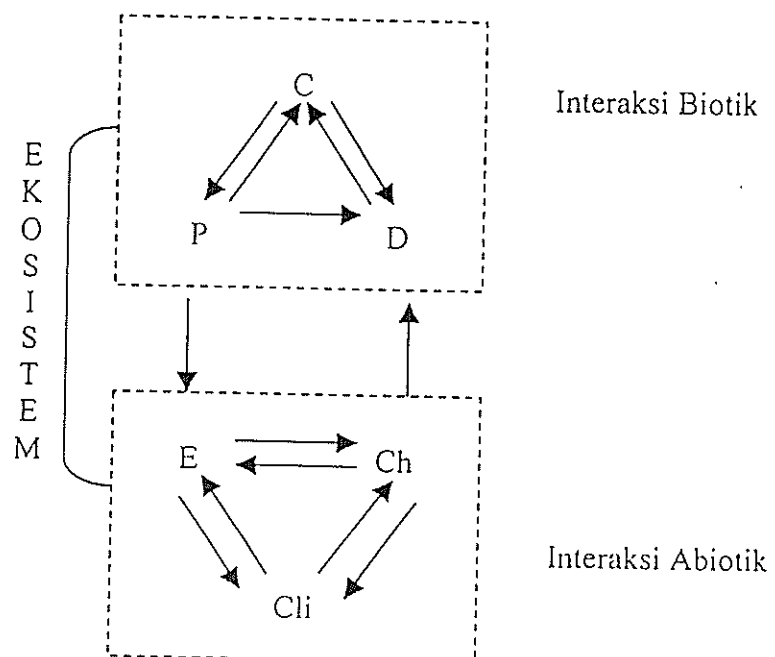 C
Interaksi Biotik
P
D
E
K
O
S
I
S
T
E
M
E
Ch
Cli
Interaksi Abiotik